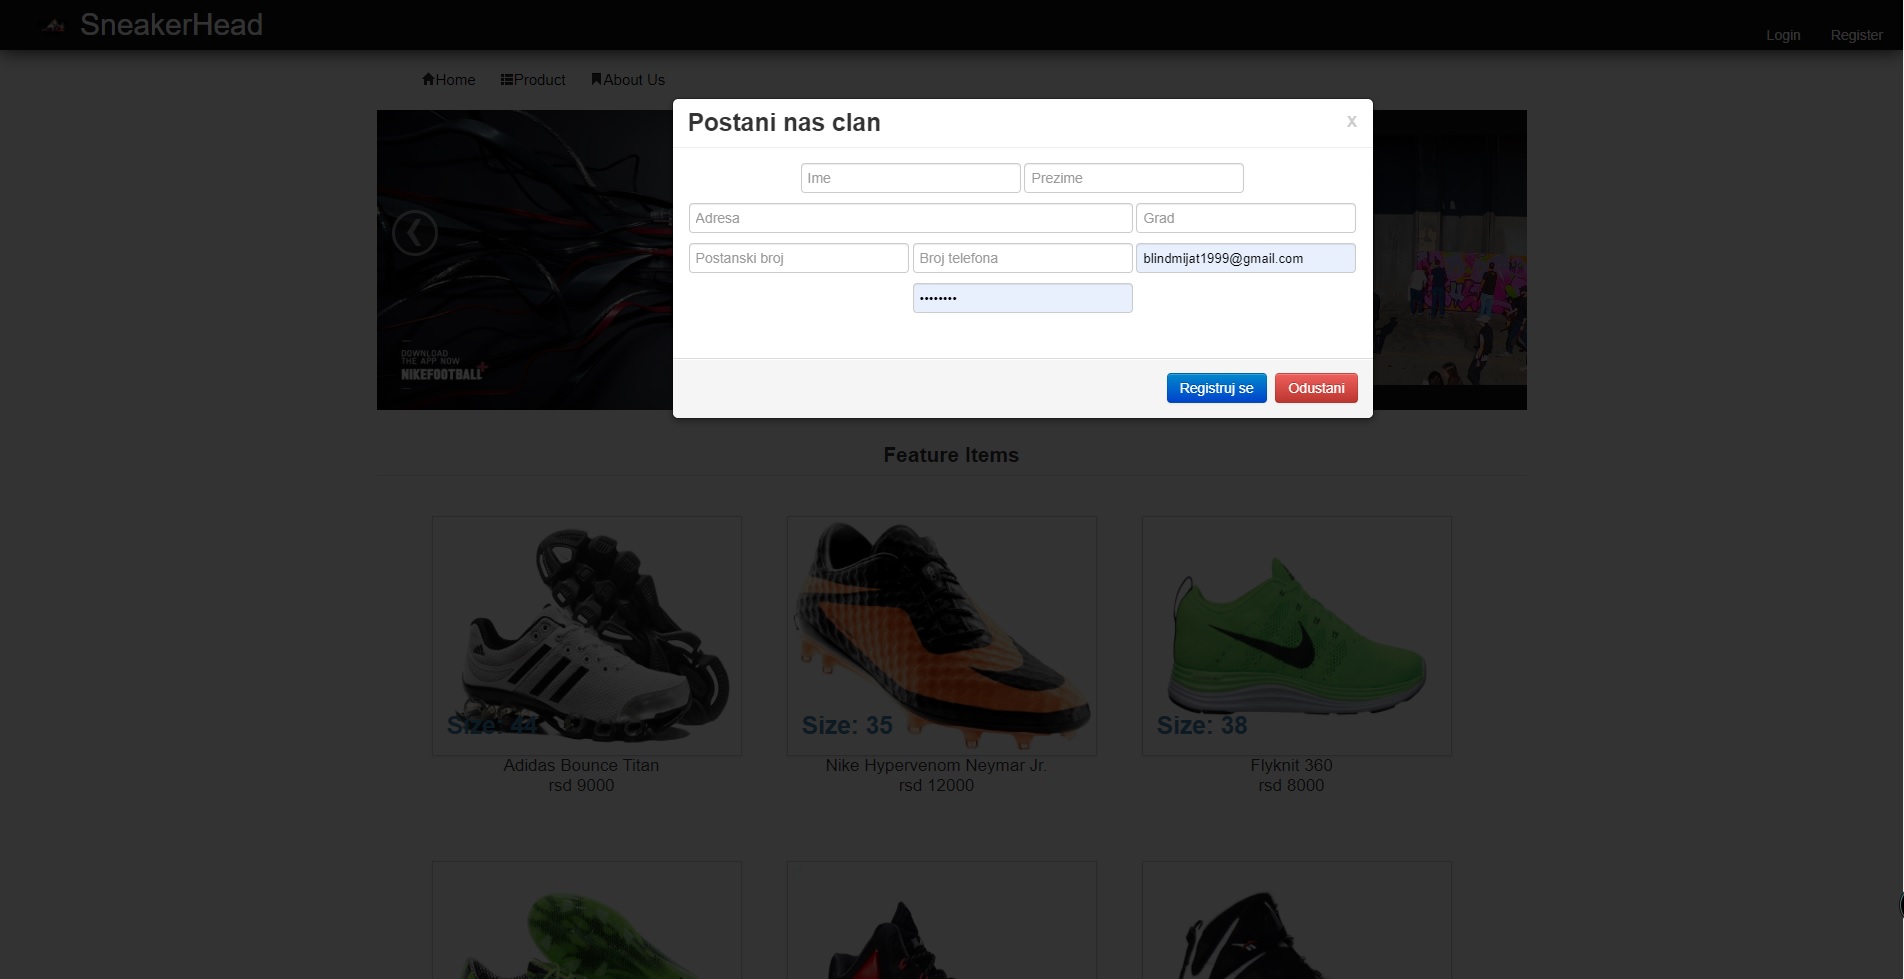 SneakerHead
Login Register
Home Product About Us
Postani nas clan x
Ime Prezime
Adresa Grad
Postanski broj Broj telefona blindmijat1999@gmail.com
••••••••
DOWNLOAD
THE APP NOW
NIKEFOOTBALL
Registruj se Odustani
Feature Items
Size: 44 Size: 35 Size: 38
Adidas Bounce Titan Nike Hypervenom Neymar Jr. Flyknit 360
rsd 9000 rsd 12000 rsd 8000